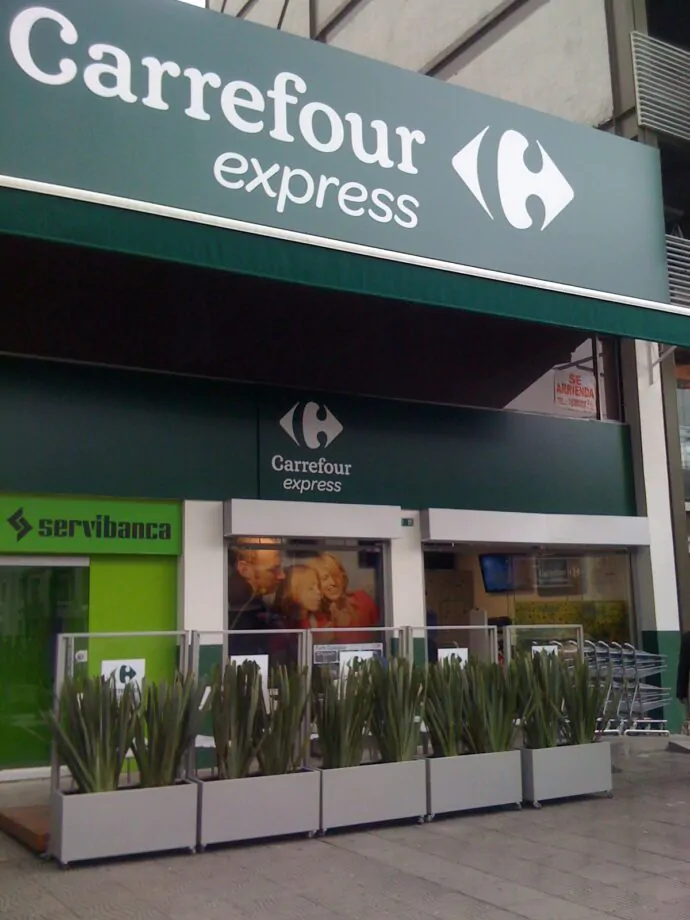 Carrefour
express
SE
ARRIENDA
Carrefour
express
servibanca